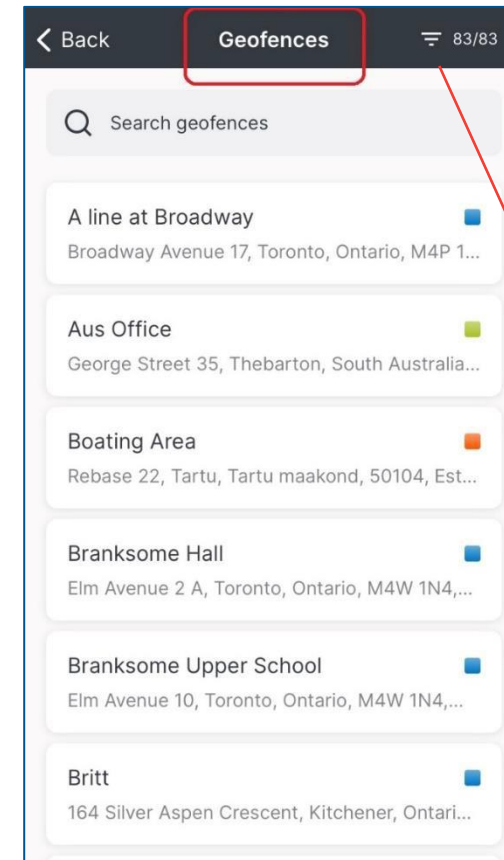 Back Geofences 83/83
Search geofences
A line at Broadway
Broadway Avenue 17, Toronto, Ontario, M4P 1...
Aus Office
George Street 35, Thebarton, South Australia...
Boating Area
Rebase 22, Tartu, Tartu maakond, 50104, Est...
Branksome Hall
Elm Avenue 2 A, Toronto, Ontario, M4W 1N4,...
Branksome Upper School
Elm Avenue 10, Toronto, Ontario, M4W 1N4,...
Britt
164 Silver Aspen Crescent, Kitchener, Ontari...